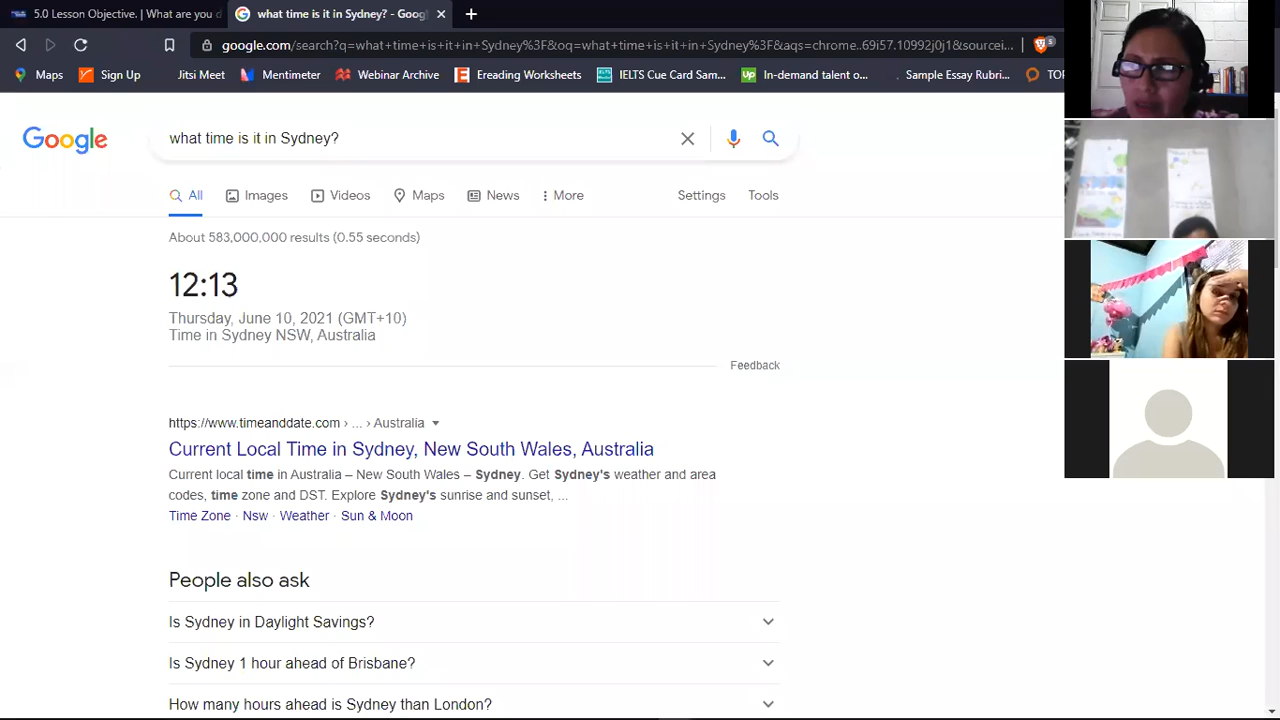 5.0 Lesson Objective. | What are you d
what time is it in Sydney? - Goog
google.com/search?q=what+time+is+it+in+Sydney%3F&oq=what+time+is+it+in+Sydney%3F&aqs=chrome..69i57.10992j0j1&sourcei...
Maps
Sign Up
Jitsi Meet
Mentimeter
Webster
Worksheets
IELTS Cue Card
In-demand talent o...
Simplest
Rubri...
Google
what time is it in Sydney?
All
Images
Videos
Maps
News
More
Settings
Tools
About 583,000,000 results (0.55 seconds)
12:13
Thursday, June 10, 2021 (GMT+10)
Time in Sydney NSW, Australia
Feedback
https://www.timeanddate.com › ... › Australia
Current Local Time in Sydney, New South Wales, Australia
Current local time in Australia – New South Wales – Sydney. Get Sydney's weather and area
codes, time zone and DST. Explore Sydney's sunrise and sunset, ...
Time Zone · Nsw · Weather · Sun & Moon
People also ask
Is Sydney in Daylight Savings?
Is Sydney 1 hour ahead of Brisbane?
How many hours ahead is Sydney than London?